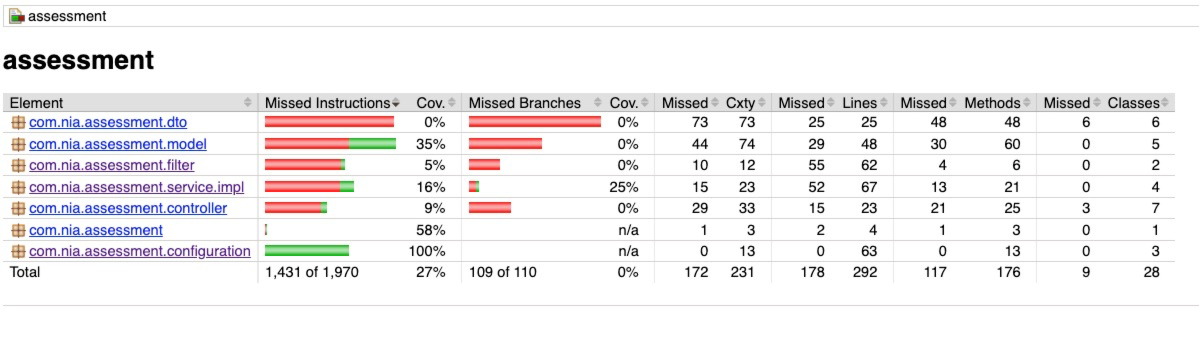 assessment
assessment
Element Missed Instructions Cov. Missed Branches Cov. Missed Cxty Missed Lines Missed Methods Missed Classes
com.nia.assessment.dto 0% 0% 73 73 25 25 48 48 6 6
com.nia.assessment.model 35% 0% 44 74 29 48 30 60 0 5
com.nia.assessment.filter 5% 0% 10 12 55 62 4 6 0 2
com.nia.assessment.service.impl 16% 25% 15 23 52 67 13 21 0 4
com.nia.assessment.controller 9% 0% 29 33 15 23 21 25 3 7
com.nia.assessment 58% n/a 1 3 2 4 1 3 0 1
com.nia.assessment.configuration 100% n/a 0 13 0 63 0 13 0 3
Total 1,431 of 1,970 27% 109 of 110 0% 172 231 178 292 117 176 9 28